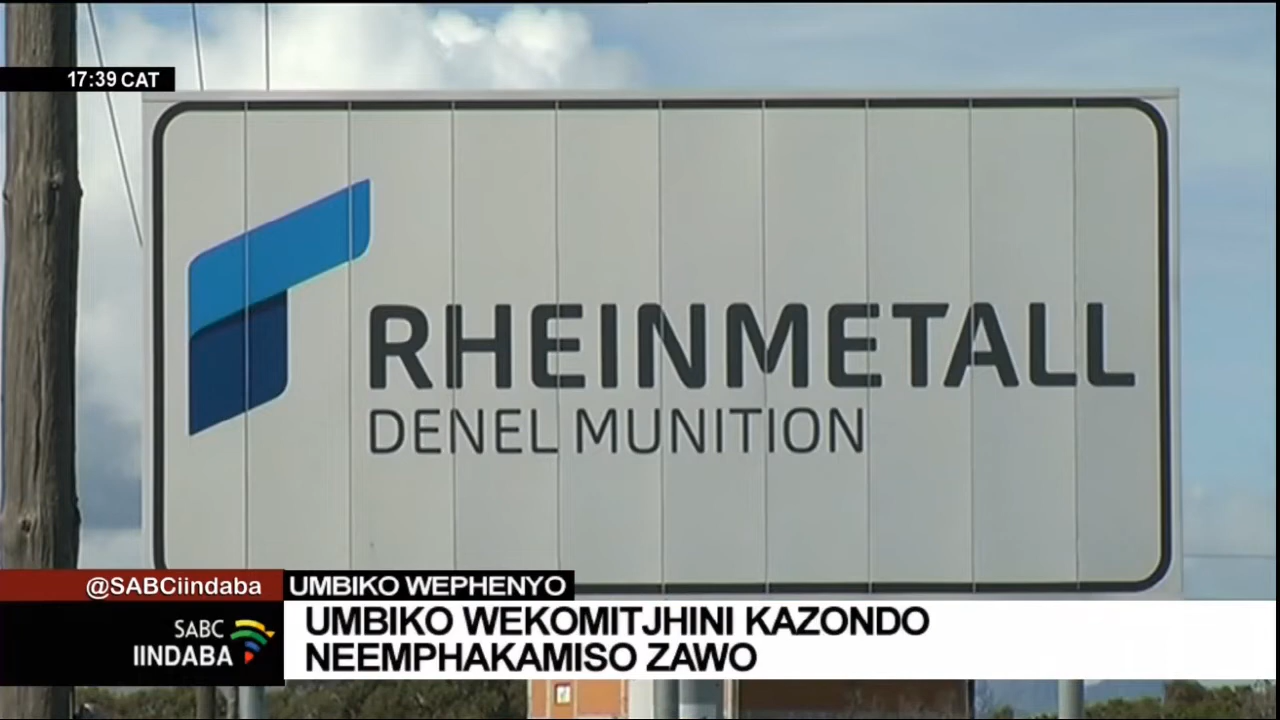 17:39 CAT
RHEINMETALL
DENEL MUNITION
@SABCiindaba
UMBIKO WEPHENYO
SABC
IINDABA
UMBIKO WEKOMITJHINI KAZONDO
NEEMPHAKAMISO ZAWO